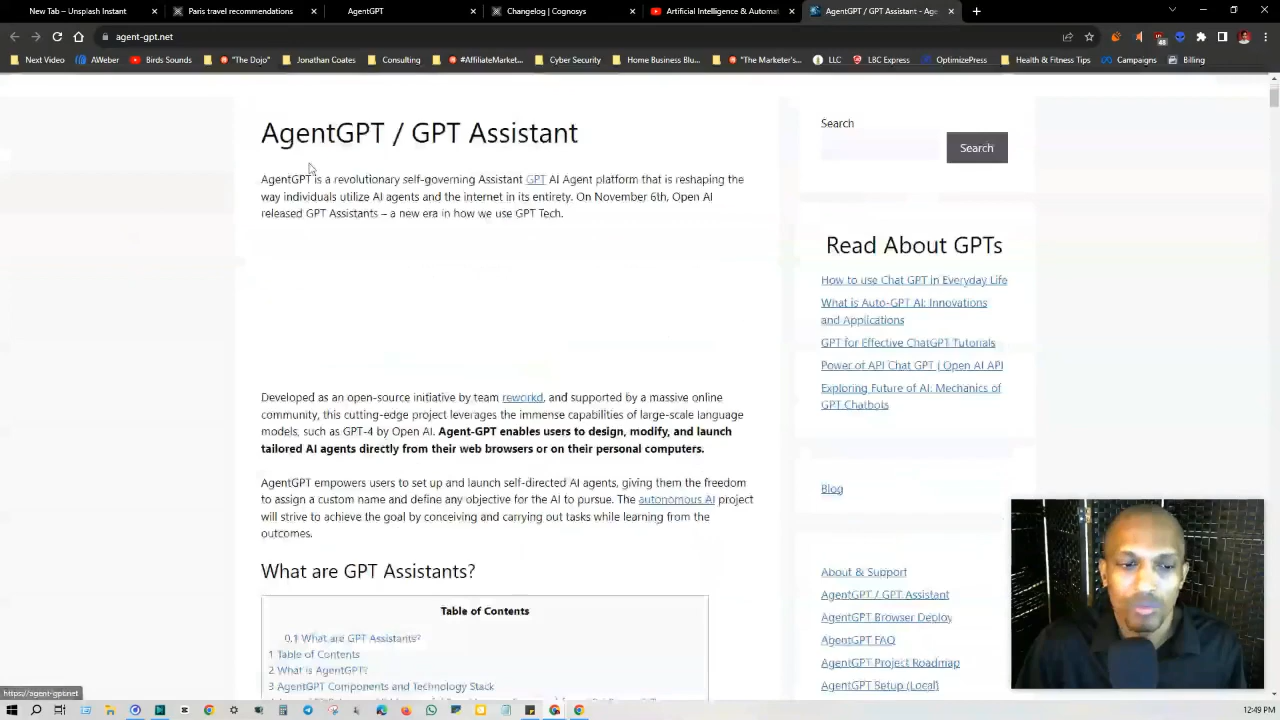 New Tab – Unsplash Instant
Paris travel recommendations
AgentGPT
Changelog | Cognosys
Artificial Intelligence & Automat
AgentGPT / GPT Assistant - Age
agent-gpt.net
Next Video
AWeber
Birds Sounds
"The Dojo"
Jonathan Coates
Consulting
#AffiliateMarket...
Cyber Security
Home Business Blu...
"The Marketer's...
LLC
LBC Express
OptimizePress
Health & Fitness Tips
Campaigns
Billing
AgentGPT / GPT Assistant
AgentGPT is a revolutionary self-governing Assistant GPT AI Agent platform that is reshaping the
way individuals utilize AI agents and the internet in its entirety. On November 6th, Open AI
released GPT Assistants – a new era in how we use GPT Tech.
Developed as an open-source initiative by team reworkd, and supported by a massive online
community, this cutting-edge project leverages the immense capabilities of large-scale language
models, such as GPT-4 by Open AI. Agent-GPT enables users to design, modify, and launch
tailored AI agents directly from their web browsers or on their personal computers.
AgentGPT empowers users to set up and launch self-directed AI agents, giving them the freedom
to assign a custom name and define any objective for the AI to pursue. The autonomous AI project
will strive to achieve the goal by conceiving and carrying out tasks while learning from the
outcomes.
What are GPT Assistants?
Table of Contents
0.1 What are GPT Assistants?
1 Table of Contents
2 What is AgentGPT?
3 AgentGPT Components and Technology Stack
Search
Search
Read About GPTs
How to use Chat GPT in Everyday Life
What is Auto-GPT AI: Innovations
and Applications
GPT for Effective ChatGPT Tutorials
Power of API Chat GPT | Open AI API
Exploring Future of AI: Mechanics of
GPT Chatbots
Blog
About & Support
AgentGPT / GPT Assistant
AgentGPT Browser Deploy
AgentGPT FAQ
AgentGPT Project Roadmap
AgentGPT Setup (Local)
https://agent-gpt.net
12:49 PM